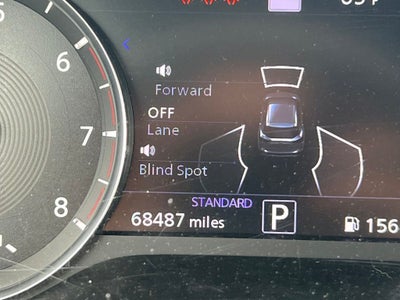 6
Forward
OFF
Lane
7
Blind Spot
8
STANDARD
68487 miles
P
156